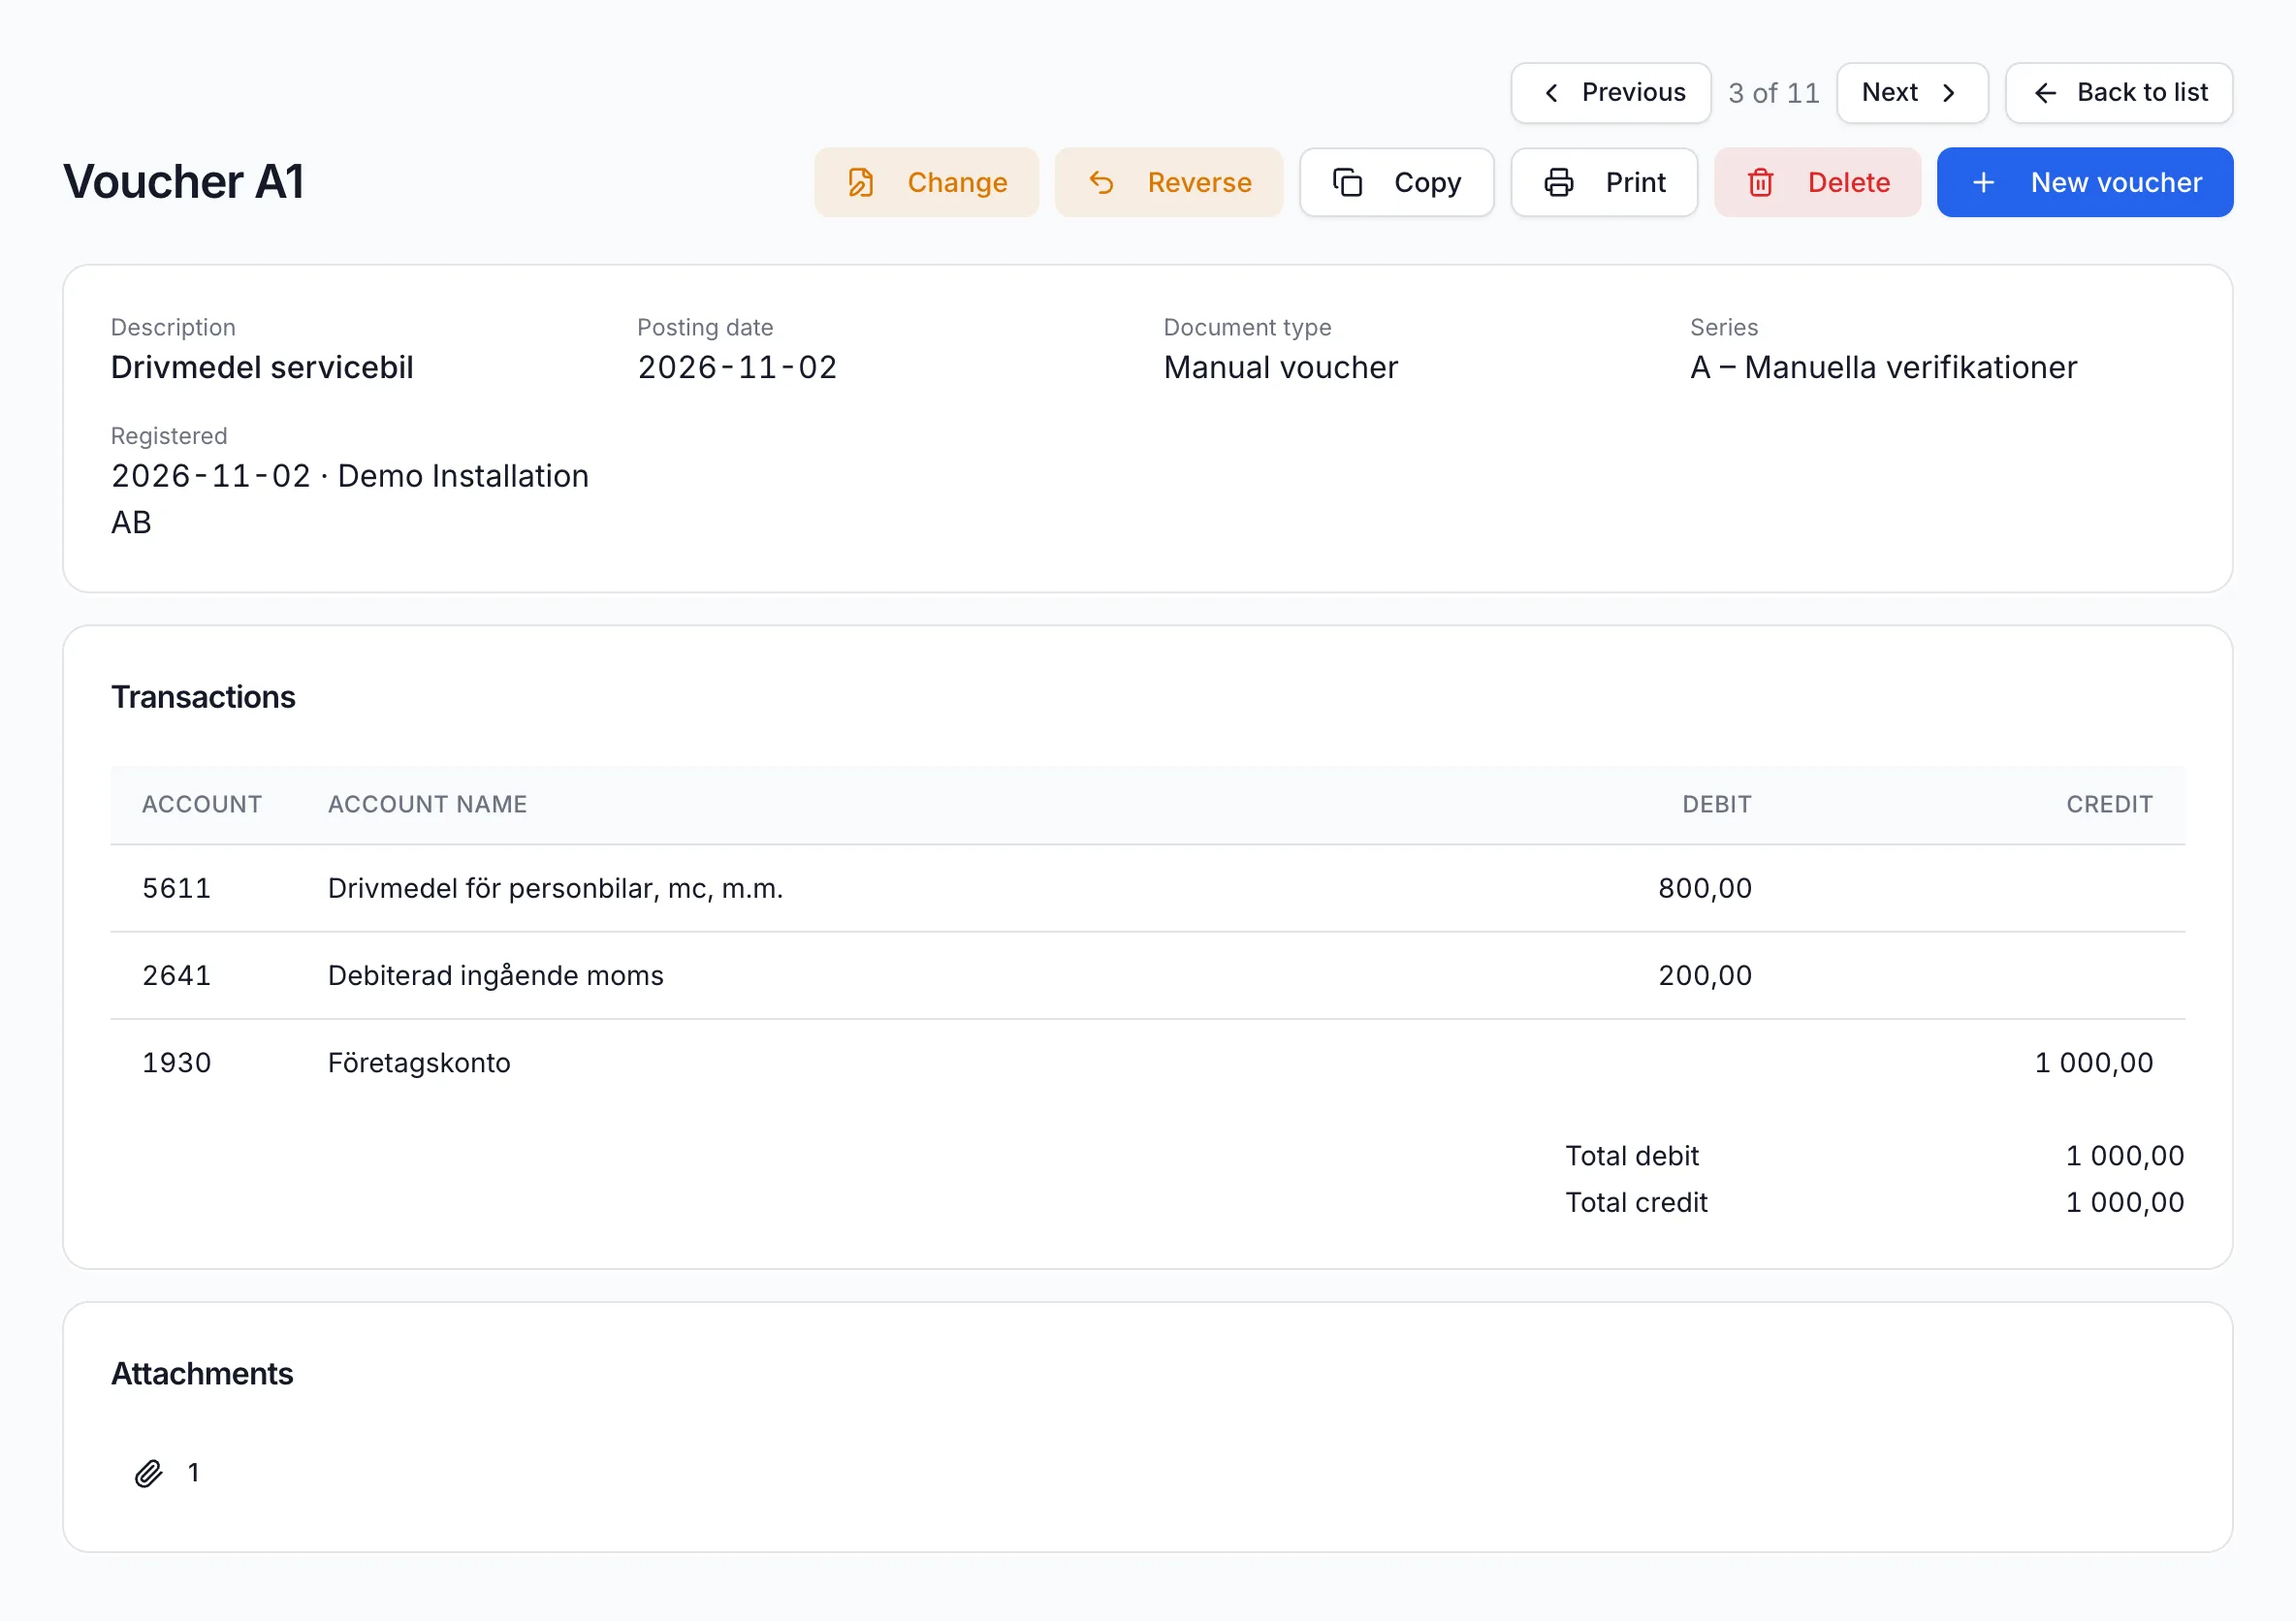 Previous
3 of 11
Next
Back to list
Voucher A1
Change
Reverse
Copy
Print
Delete
New voucher
Description
Drivmedel servicebil
Posting date
2026-11-02
Document type
Manual voucher
Series
A – Manuella verifikationer
Registered
2026-11-02 · Demo Installation
AB
Transactions
ACCOUNT ACCOUNT NAME DEBIT CREDIT
5611 Drivmedel för personbilar, mc, m.m. 800,00
2641 Debiterad ingående moms 200,00
1930 Företagskonto 1 000,00
Total debit 1 000,00
Total credit 1 000,00
Attachments
1